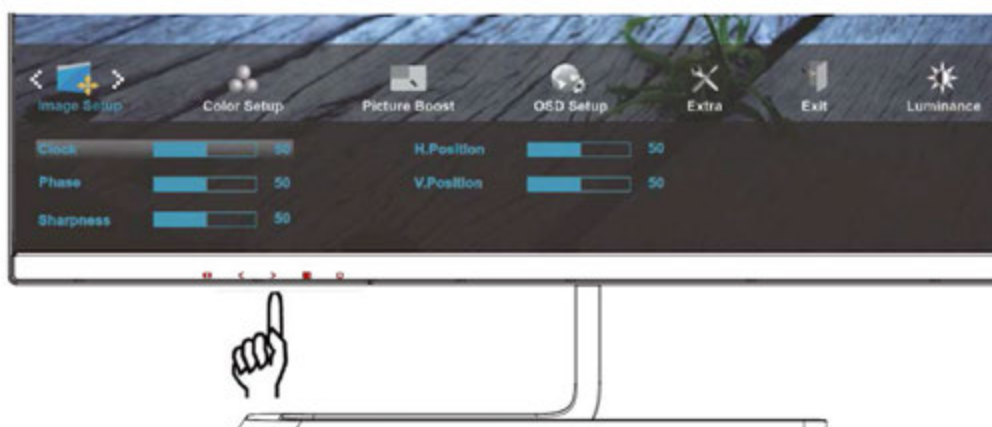 Image Setup Color Setup Picture Boost OSD Setup Extra Exit Luminance
Clock 50 H.Position 50
Phase 50 V.Position 50
Sharpness 50